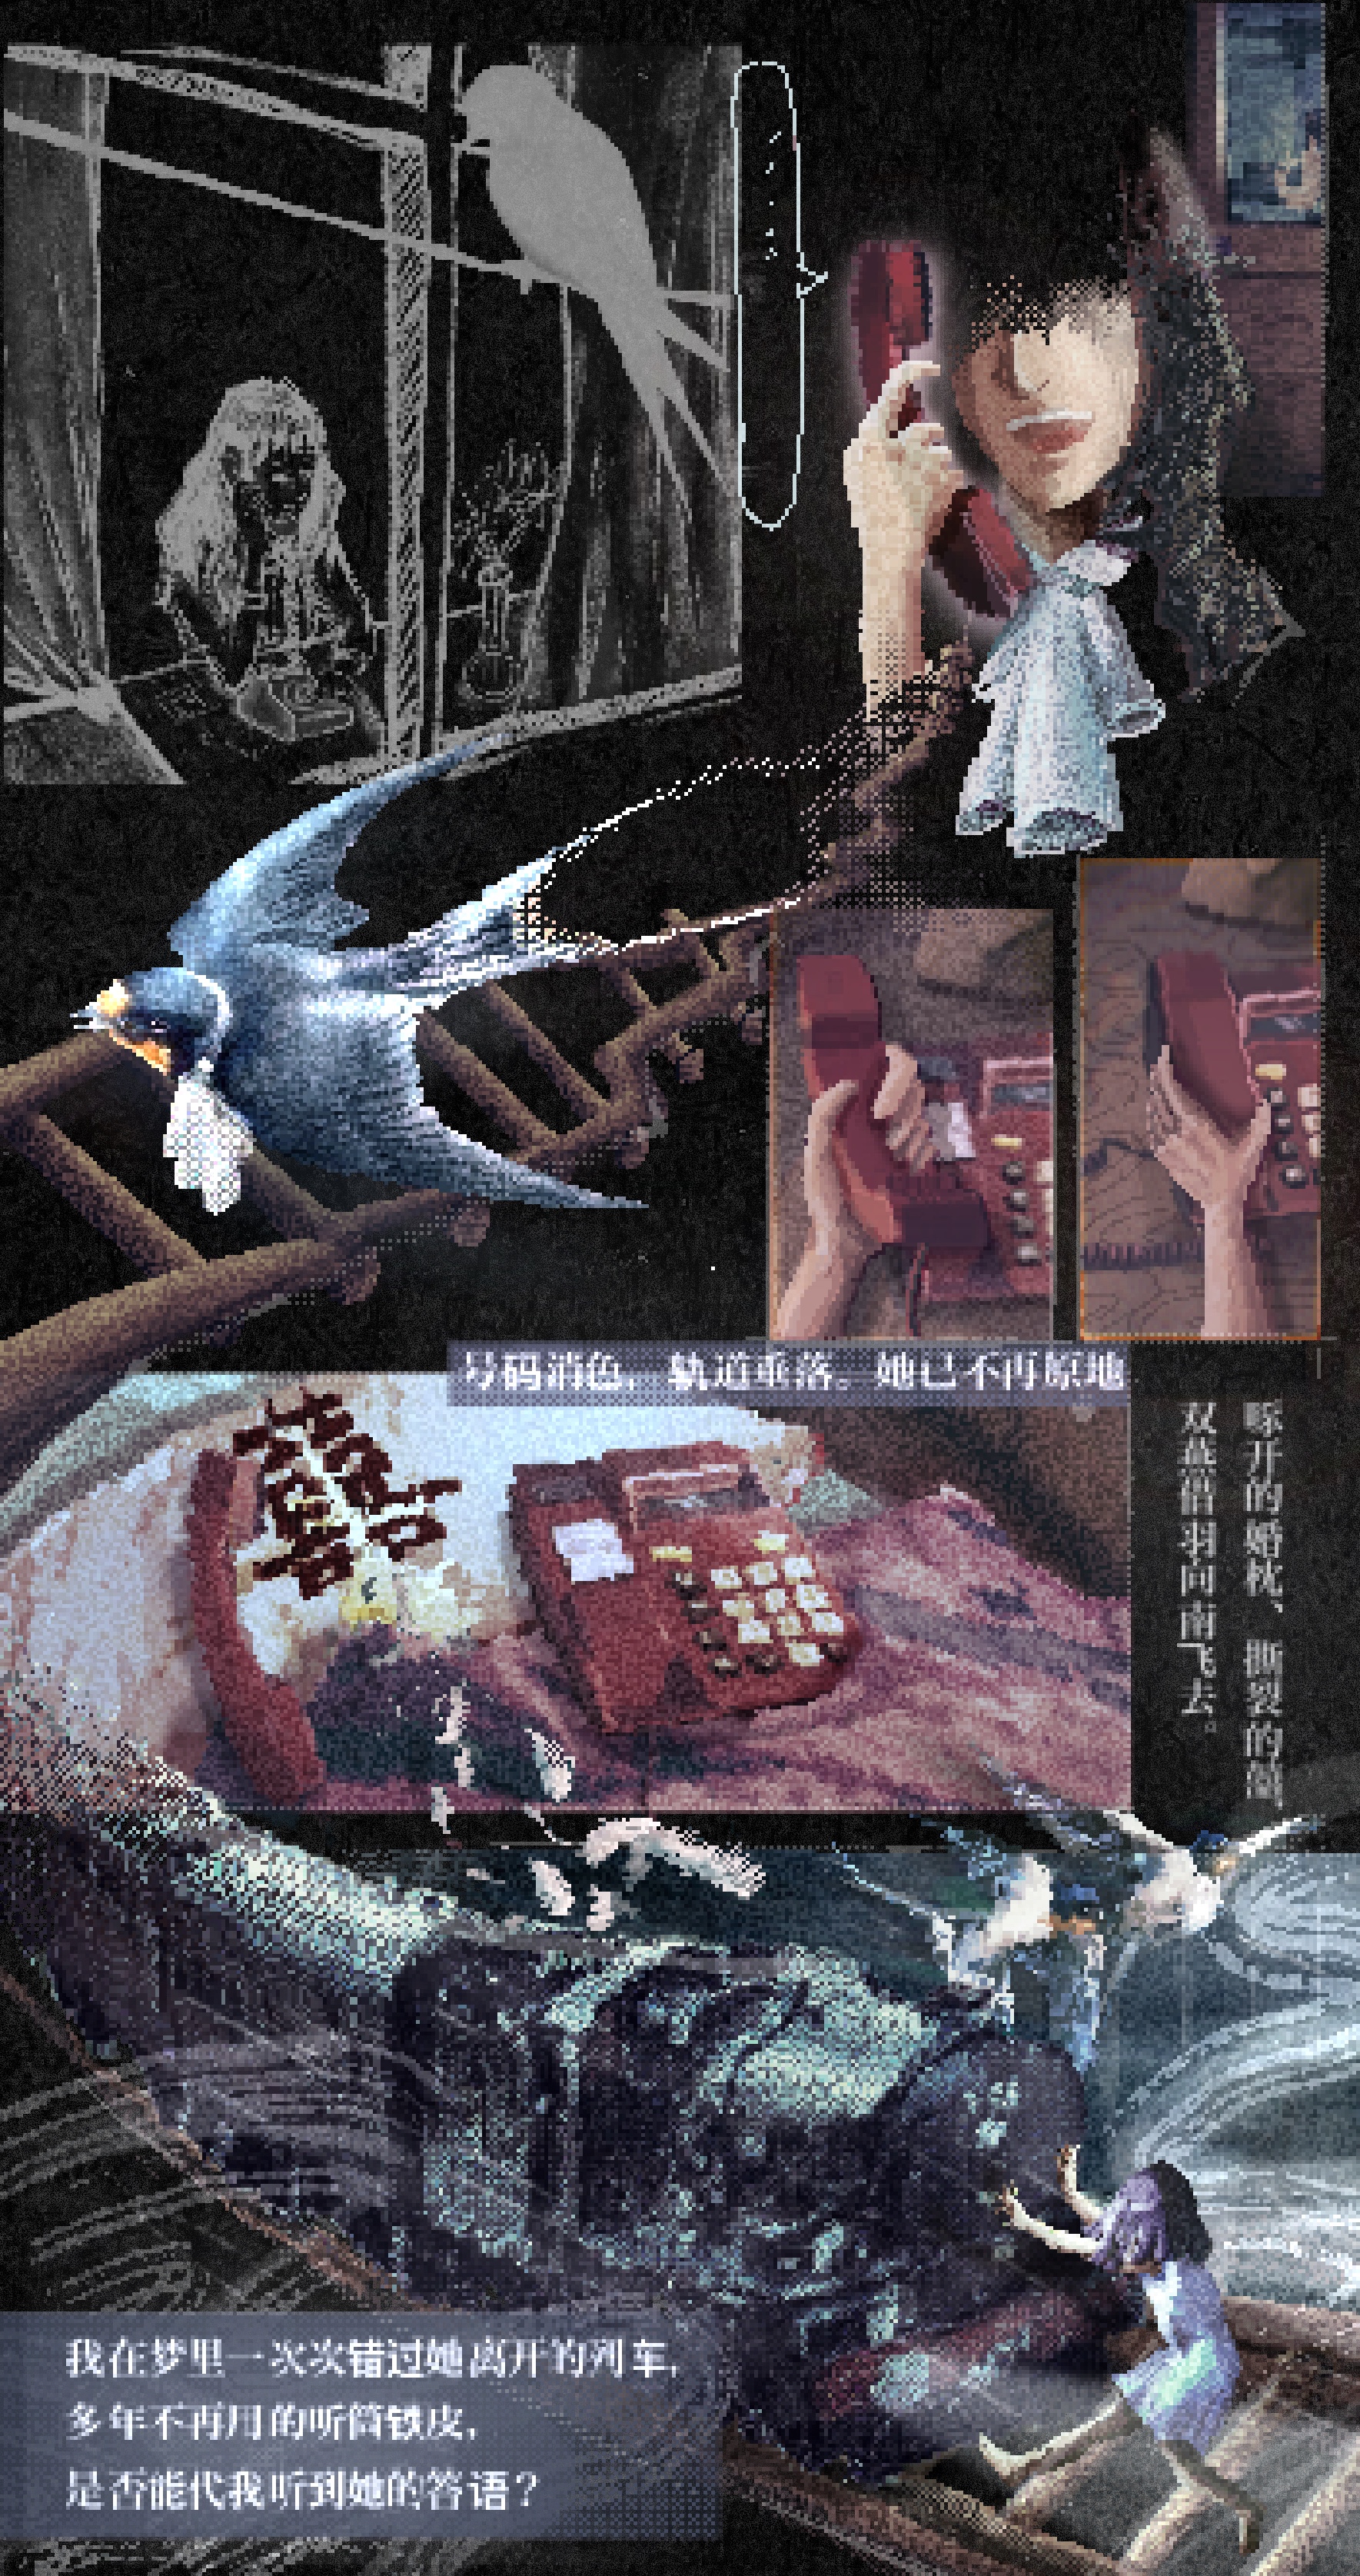 号码消色，轨道垂落。她已不再原地
啄开的婚枕、撕裂的
双燕借羽向南飞去。
我在梦里一次次错过她离开的列车，
多年不再用的听筒铁皮，
是否能代我听到她的答语？